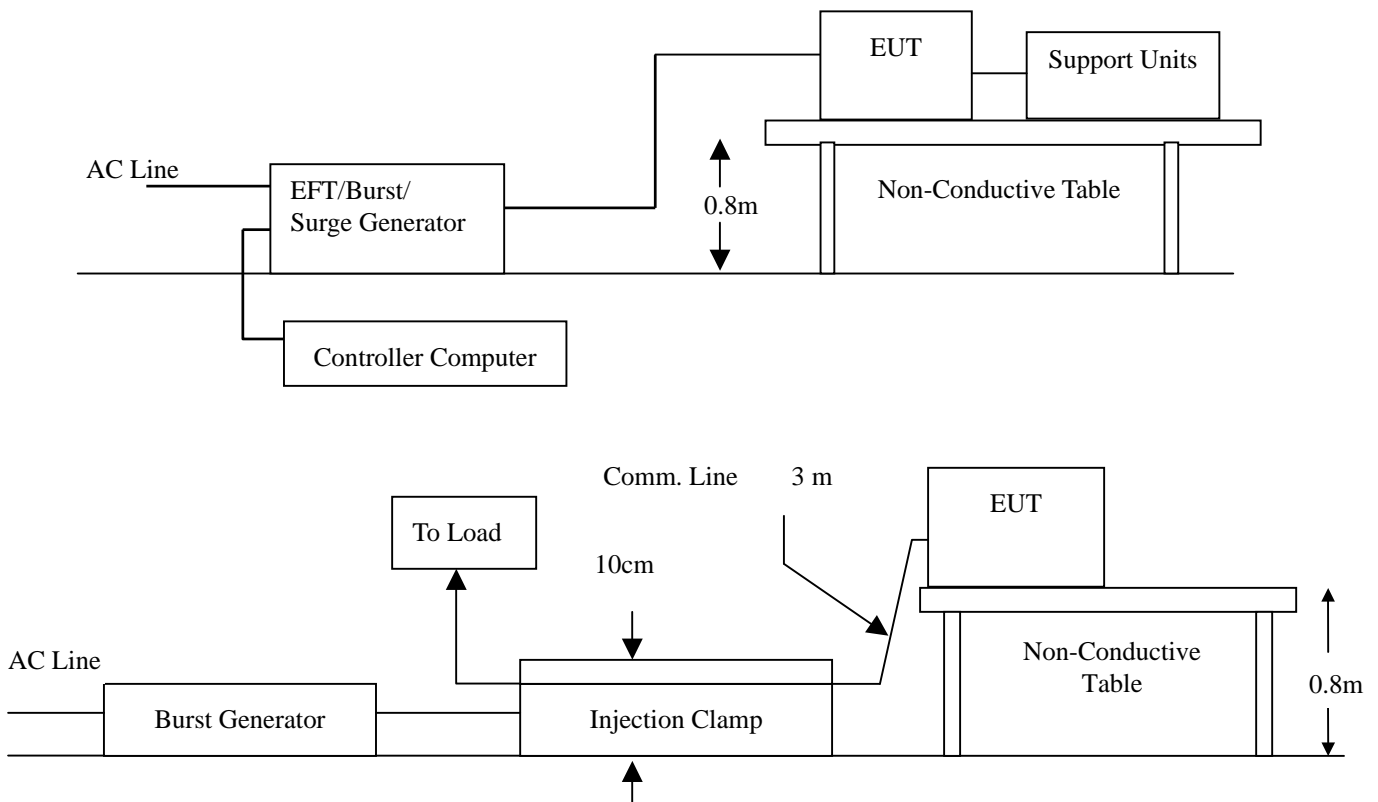 EUT
Support Units
AC Line
EFT/Burst/
Surge Generator
0.8m
Non-Conductive Table
Controller Computer
Comm. Line 3 m
EUT
To Load
10cm
AC Line
Non-Conductive
Table
0.8m
Burst Generator
Injection Clamp